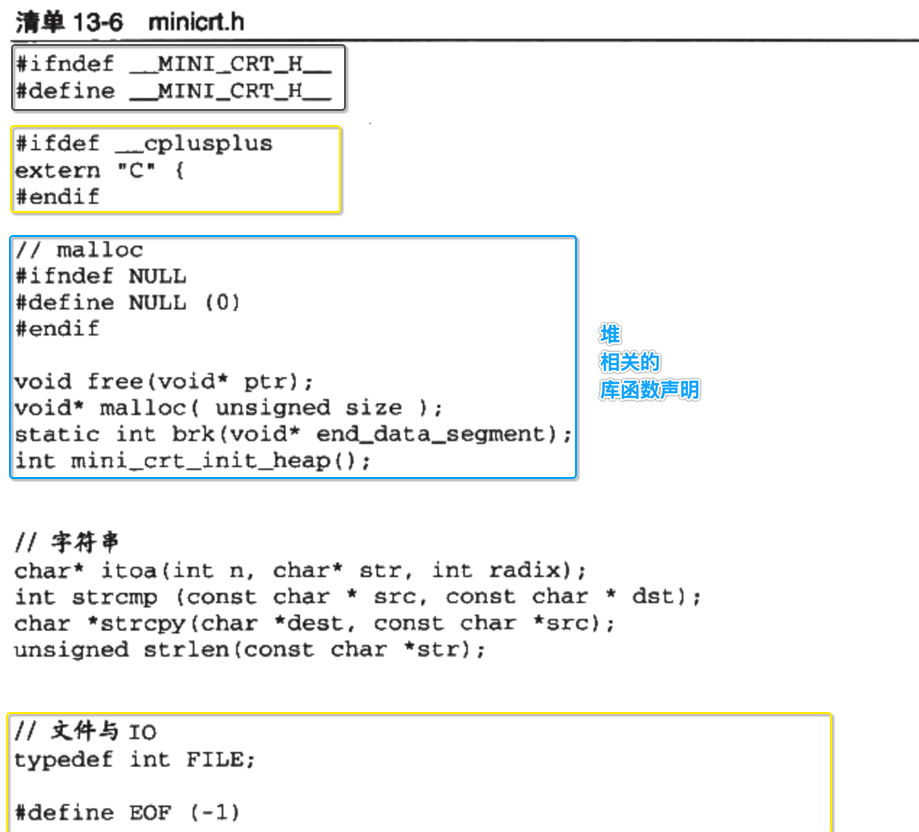 清单 13-6 minicrt.h
#ifndef __MINI_CRT_H__
#define __MINI_CRT_H__
#ifdef __cplusplus
extern "C" {
#endif
// malloc
#ifndef NULL
#define NULL (0)
#endif
void free(void* ptr);
void* malloc( unsigned size );
static int brk(void* end_data_segment);
int mini_crt_init_heap();
堆
相关的
库函数声明
// 字符串
char* itoa(int n, char* str, int radix);
int strcmp (const char * src, const char * dst);
char *strcpy(char *dest, const char *src);
unsigned strlen(const char *str);
// 文件与 IO
typedef int FILE;
#define EOF (-1)